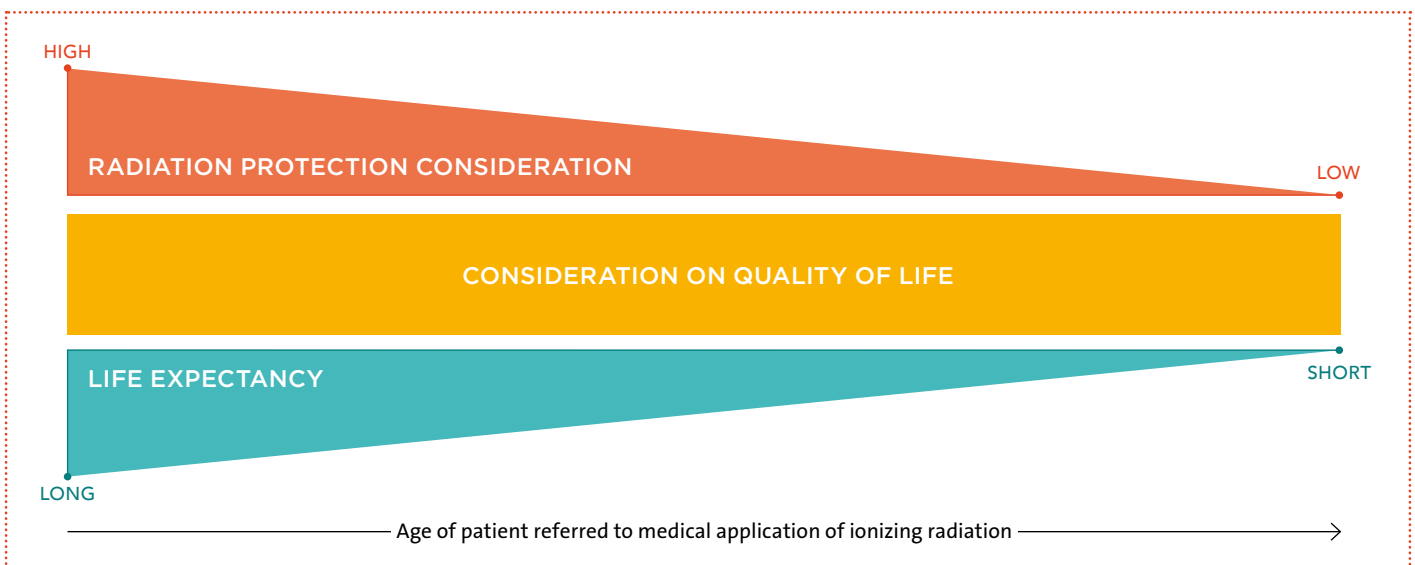 HIGH
RADIATION PROTECTION CONSIDERATION
LOW
CONSIDERATION ON QUALITY OF LIFE
LIFE EXPECTANCY
SHORT
LONG
Age of patient referred to medical application of ionizing radiation